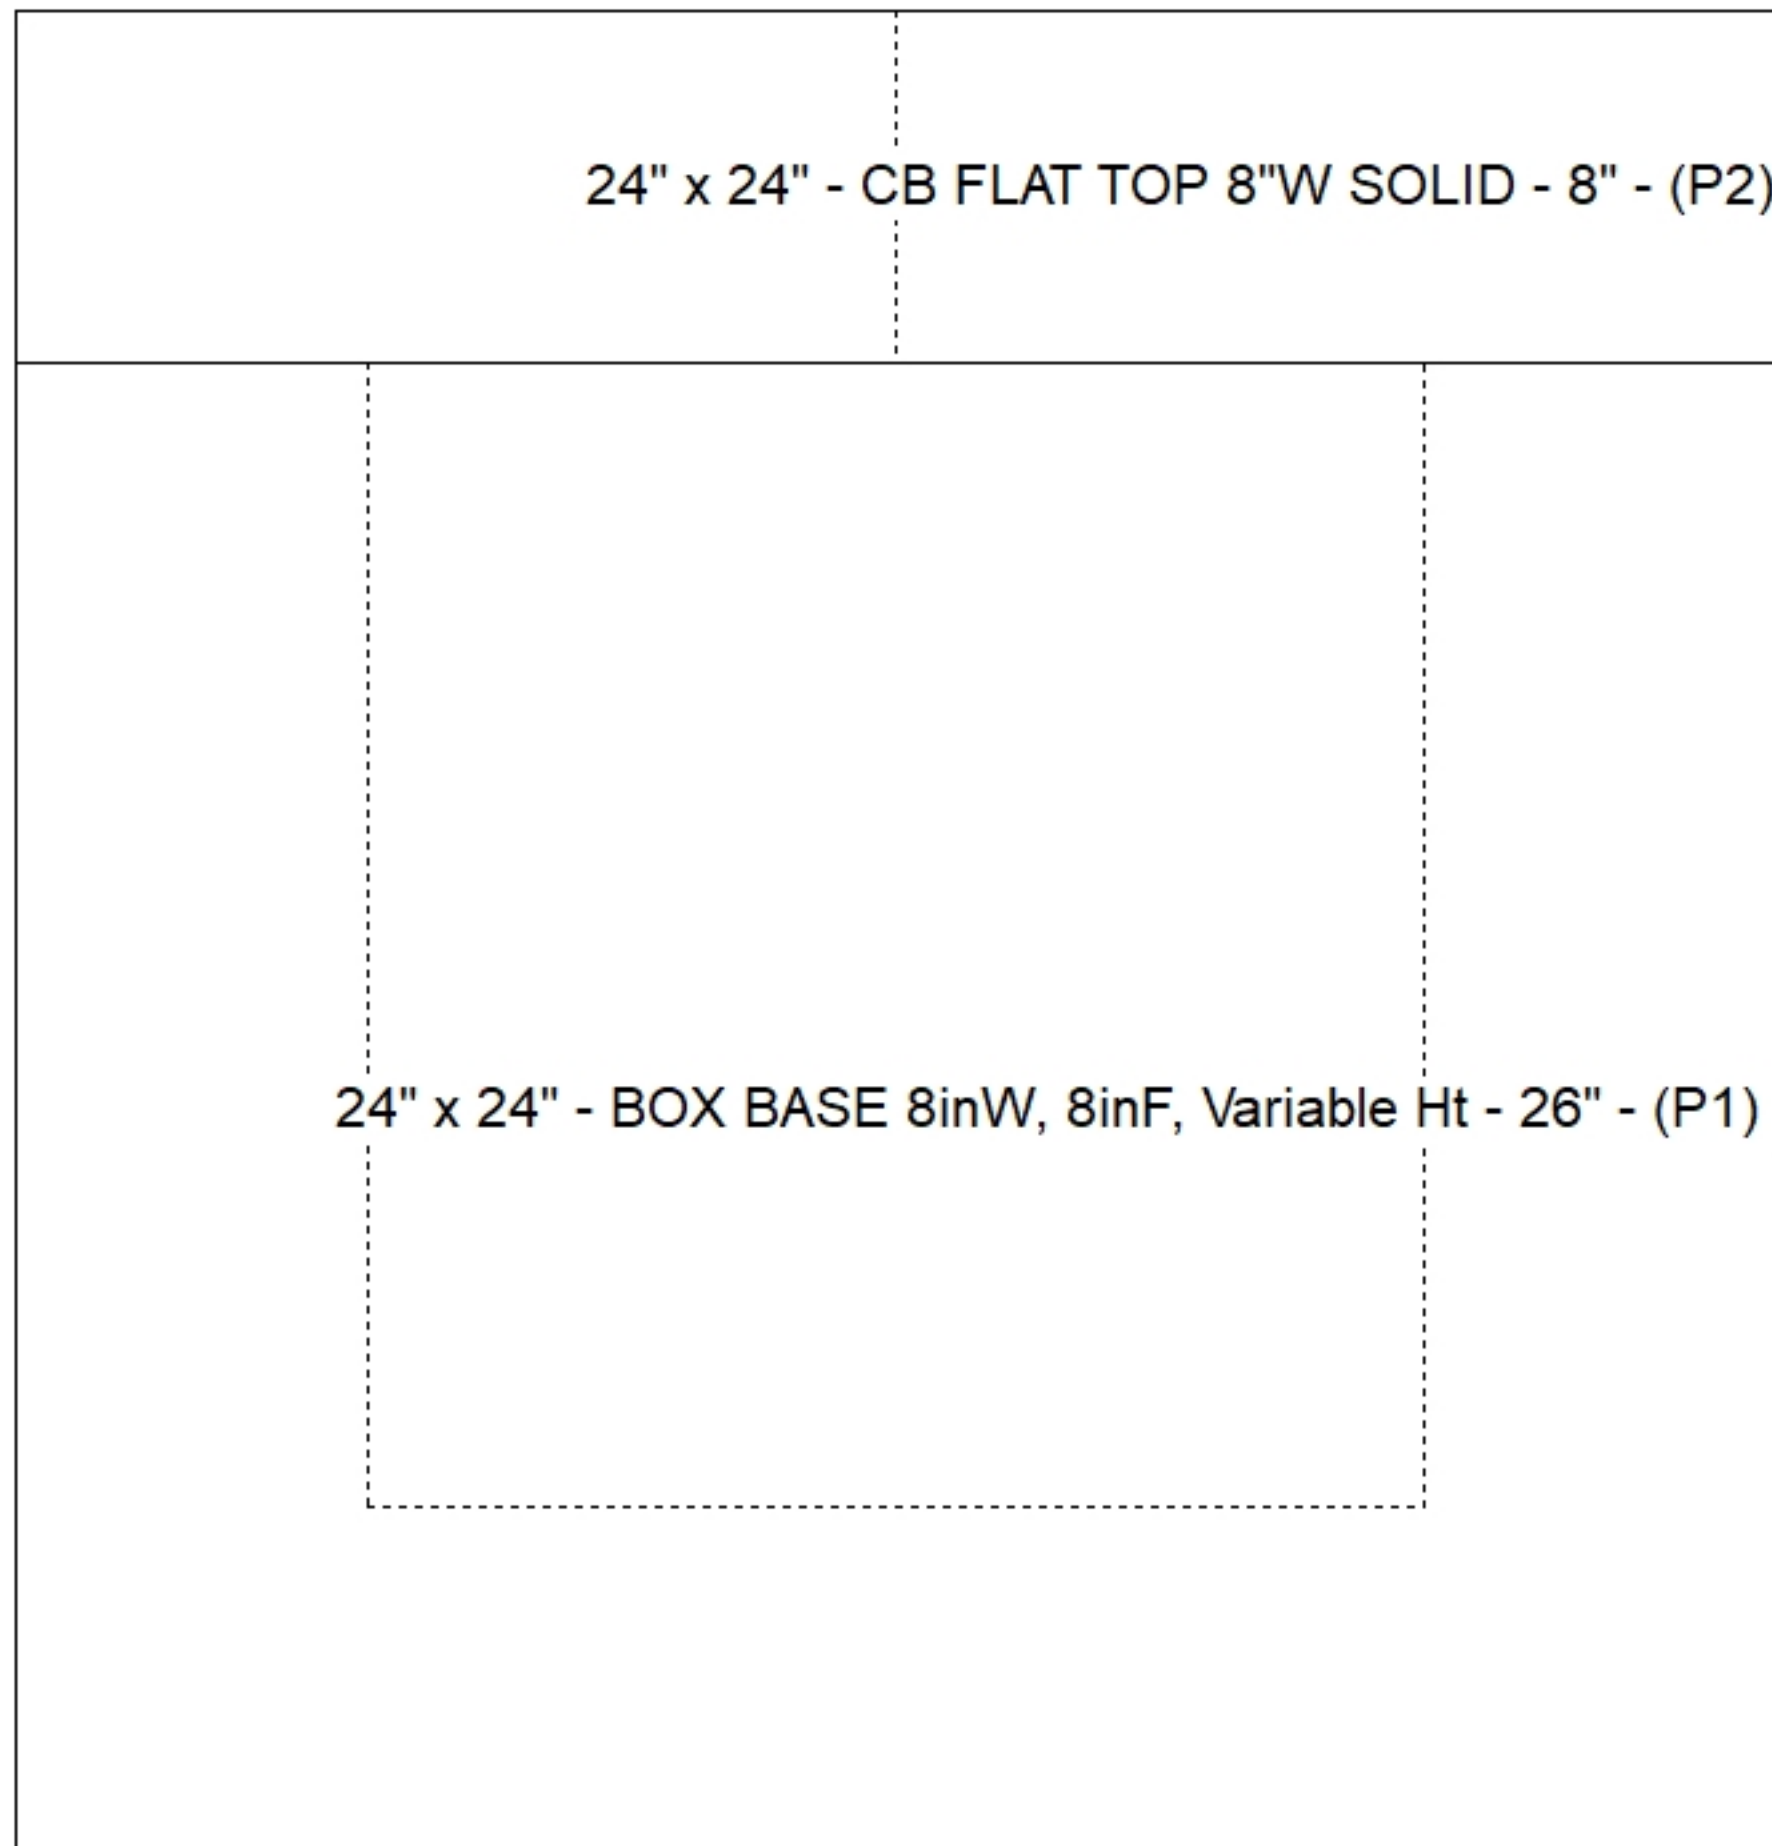 24" x 24" - CB FLAT TOP 8"W SOLID - 8" - (P2)
24" x 24" - BOX BASE 8inW, 8inF, Variable Ht - 26" - (P1)